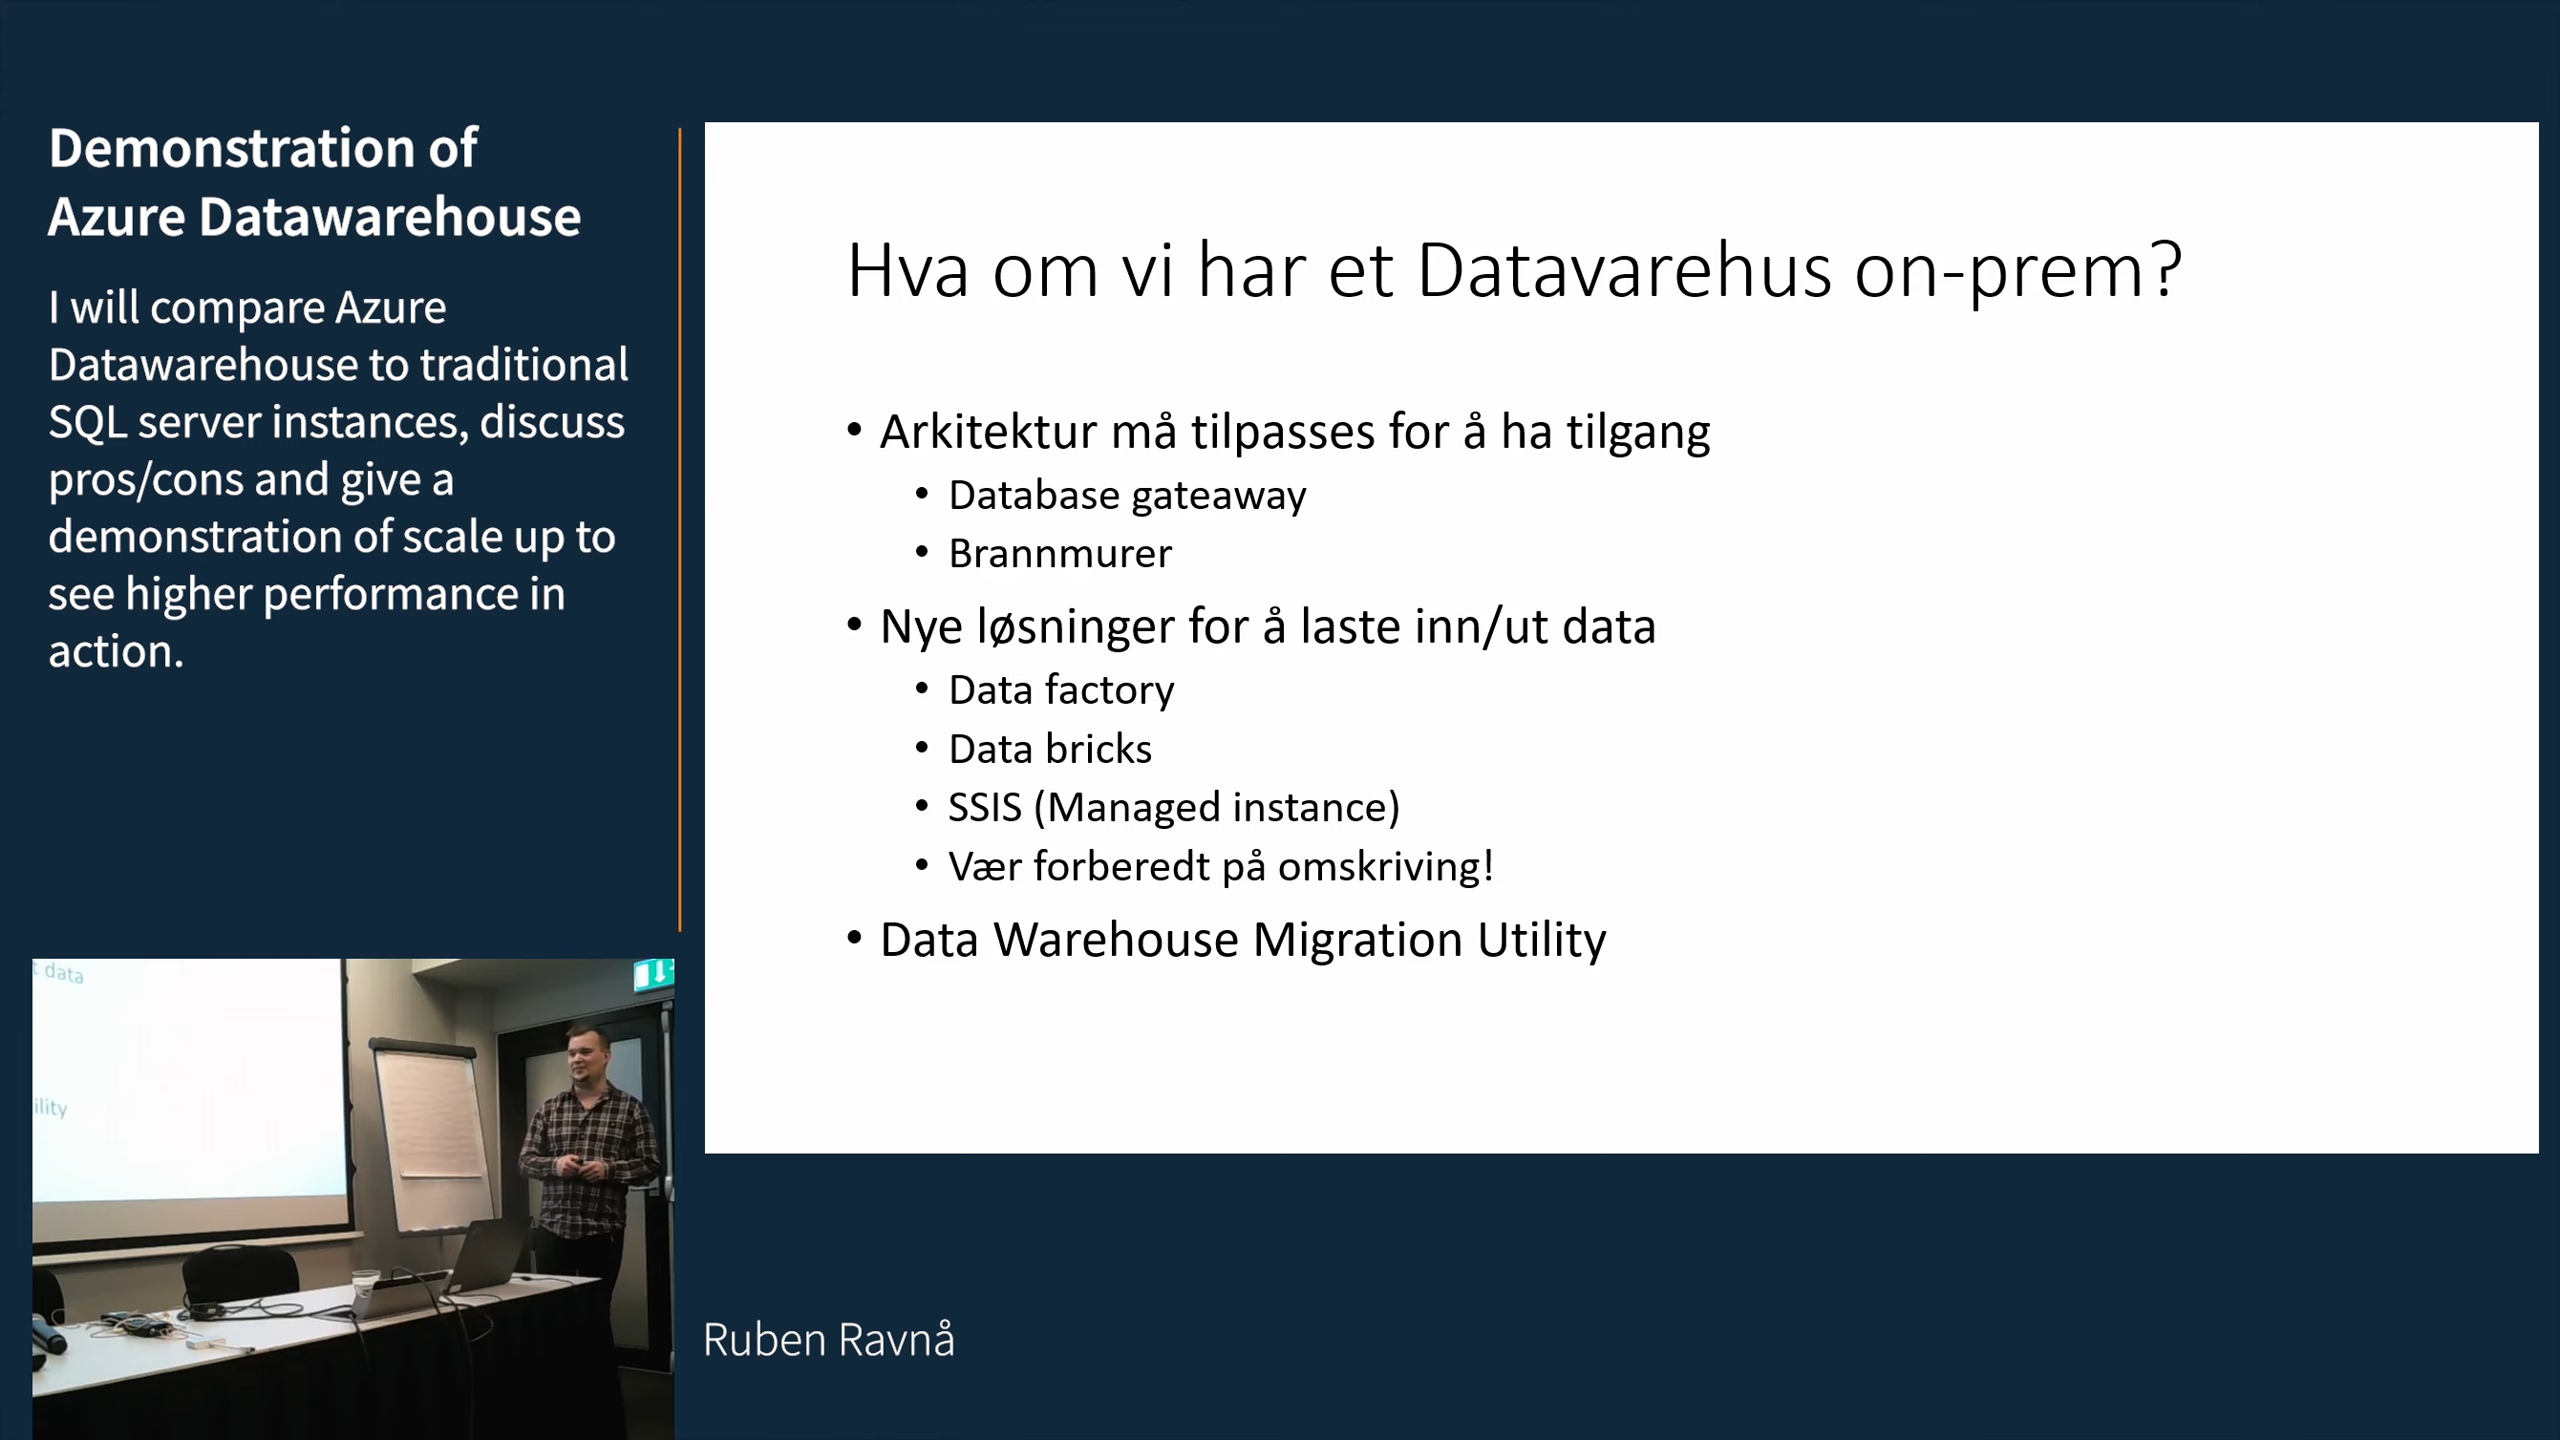 Demonstration of
Azure Datawarehouse
I will compare Azure
Datawarehouse to traditional
SQL server instances, discuss
pros/cons and give a
demonstration of scale up to
see higher performance in
action.
Hva om vi har et Datavarehus on-prem?
• Arkitektur må tilpasses for å ha tilgang
• Database gateaway
• Brannmurer
• Nye løsninger for å laste inn/ut data
• Data factory
• Data bricks
• SSIS (Managed instance)
• Vær forberedt på omskriving!
• Data Warehouse Migration Utility
t data
ility
Ruben Ravnå